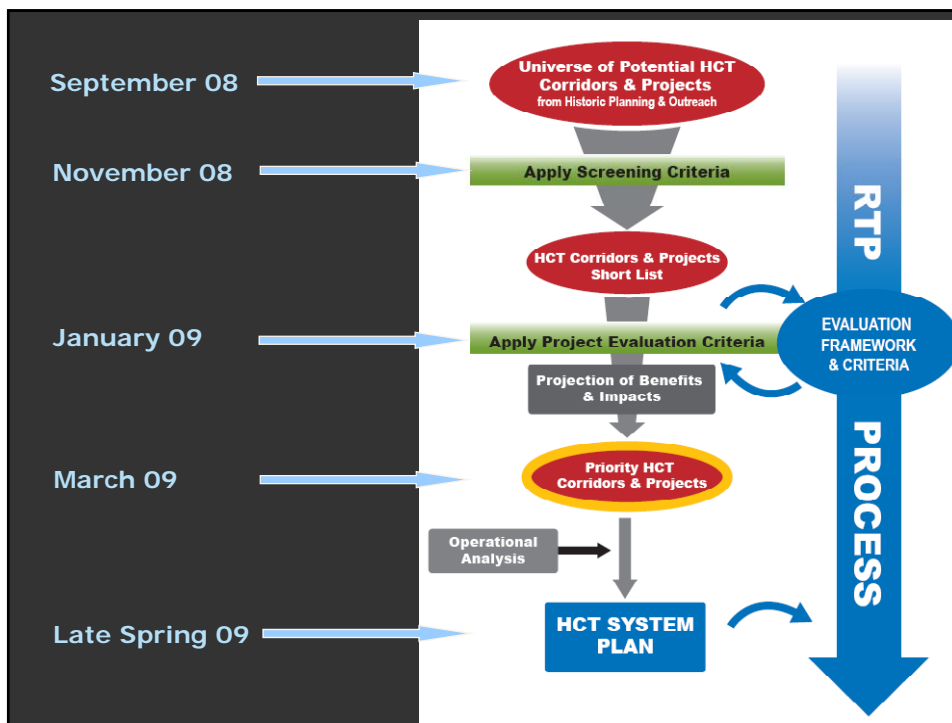 September 08
Universe of Potential HCT
Corridors & Projects
from Historic Planning & Outreach
November 08
Apply Screening Criteria
HCT Corridors & Projects
Short List
January 09
Apply Project Evaluation Criteria
Projection of Benefits
& Impacts
March 09
Priority HCT
Corridors & Projects
Operational
Analysis
Late Spring 09
HCT SYSTEM
PLAN
RTP
EVALUATION
FRAMEWORK
& CRITERIA
PROCESS